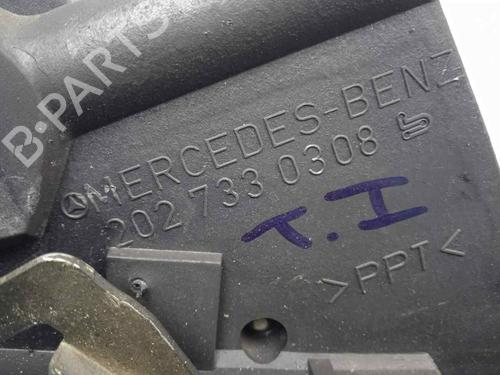 B-PARTS
MERCEDES-BENZ
202 733 0308
T.I
>PPT<